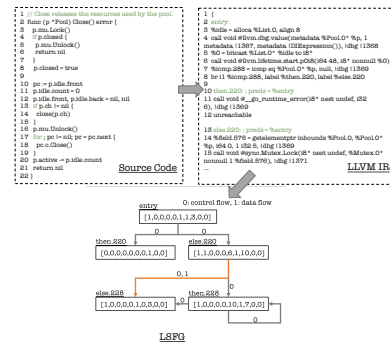 1 // Close releases the resources used by the pool.
2 func (p *Pool) Close() error {
3 p.mu.Lock()
4 if p.closed {
5 p.mu.Unlock()
6 return nil
7 }
8 p.closed = true
9
10 pc := p.idle.front
11 p.idle.count = 0
12 p.idle.front, p.idle.back = nil, nil
13 if p.ch != nil {
14 close(p.ch)
15 }
16 p.mu.Unlock()
17 for ; pc != nil; pc = pc.next {
18 pc.c.Close()
19 }
20 p.active -= p.idle.count
21 return nil
22 }
Source Code
1
2 entry:
3 %idle = alloca %List.0, align 8
4 call void @llvm.dbg.value(metadata %Pool.0* %p, 1
metadata !1367, metadata !DIExpression()), !dbg !1368
5 %0 = bitcast %List.0* %idle to i8*
6 call void @llvm.lifetime.start.p0i8(i64 48, i8* nonnull %0)
7 %icmp.288 = icmp eq %Pool.0* %p, null, !dbg !1369
8 br i1 %icmp.288, label %then.220, label %else.220
9
10 then.220: ; preds = %entry
11 call void @__go_runtime_error(i8* nest undef, i32
6), !dbg !1369
12 unreachable
13 else.220: ; preds = %entry
14 %field.576 = getelementptr inbounds %Pool.0, %Pool.0*
%p, i64 0, i32 5, !dbg !1369
15 call void @sync.Mutex.Lock(i8* nest undef, %Mutex.0*
nonnull %field.576), !dbg !1371
...
LLVM IR
0: control flow, 1: data flow
entry
[1,0,0,0,0,1,1,3,0,0]
0 0
then.220 else.220
[0,0,0,0,0,0,0,1,0,0] [1,1,0,0,0,6,1,10,0,0]
0, 1
0
else.228 then.228
[1,0,0,0,0,1,0,3,0,0] 0 [1,0,0,0,0,10,1,7,0,0]
0
LSFG